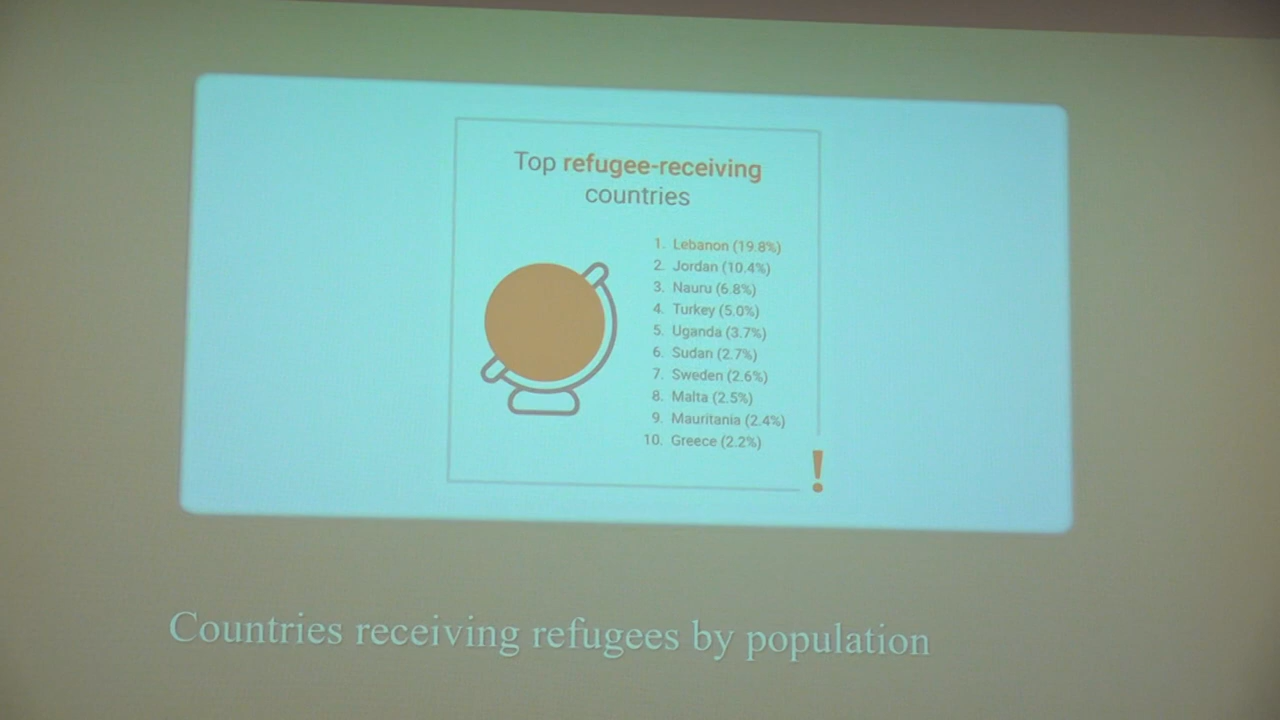 Top refugee-receiving
countries
1. Lebanon (19.8%)
2. Jordan (10.4%)
3. Nauru (6.8%)
4. Turkey (5.0%)
5. Uganda (3.7%)
6. Sudan (2.7%)
7. Sweden (2.6%)
8. Malta (2.5%)
9. Mauritania (2.4%)
10. Greece (2.2%)
!
Countries receiving refugees by population